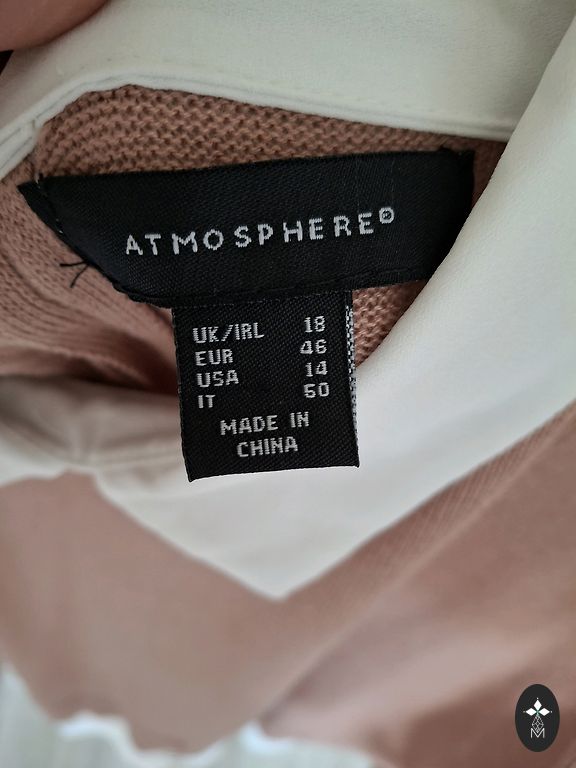 ATMOSPHERE®
UK/IRL 18
EUR 46
USA 14
IT 50
MADE IN
CHINA
M